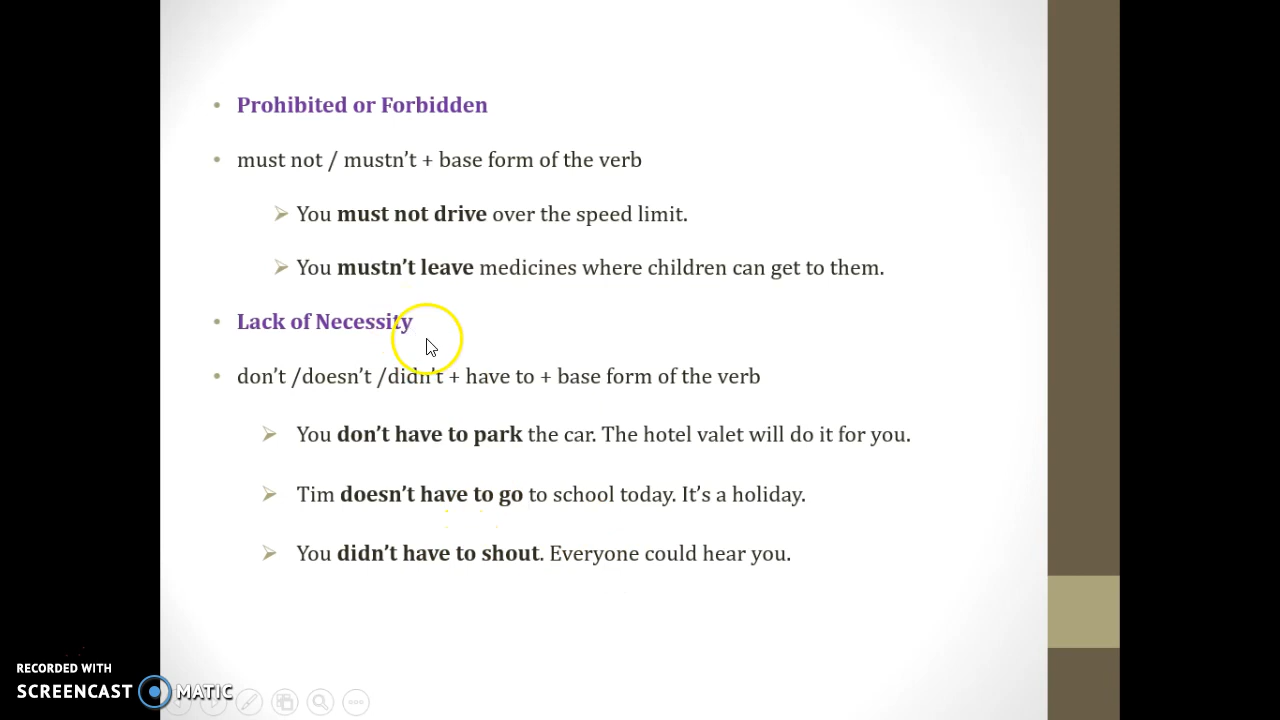 Prohibited or Forbidden
must not / mustn't + base form of the verb
You must not drive over the speed limit.
You mustn't leave medicines where children can get to them.
Lack of Necessity
don't /doesn't /didn't + have to + base form of the verb
You don't have to park the car. The hotel valet will do it for you.
Tim doesn't have to go to school today. It's a holiday.
You didn't have to shout. Everyone could hear you.
RECORDED WITH
SCREENCAST MATIC